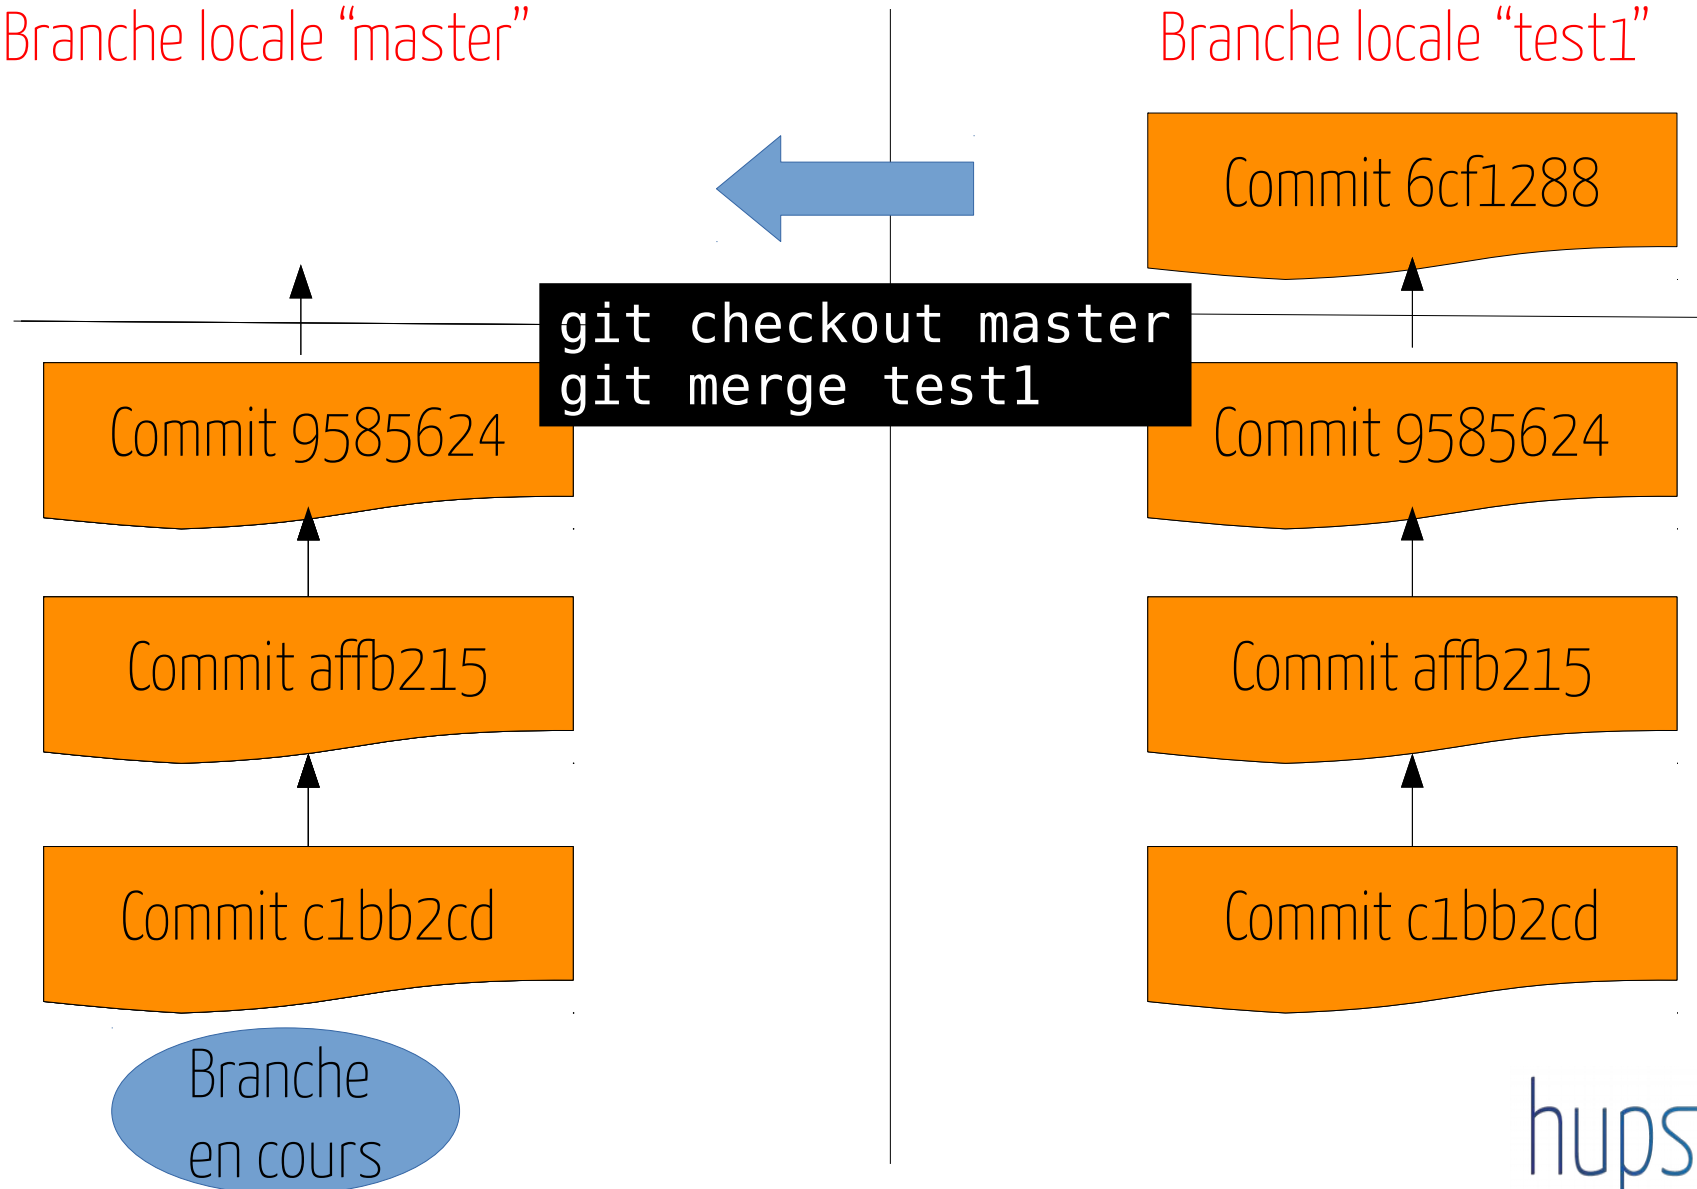 Branche locale “master”
Branche locale “test1”
Commit 6cf1288
git checkout master
git merge test1
Commit 9585624
Commit 9585624
Commit affb215
Commit affb215
Commit c1bb2cd
Commit c1bb2cd
Branche
en cours
hups